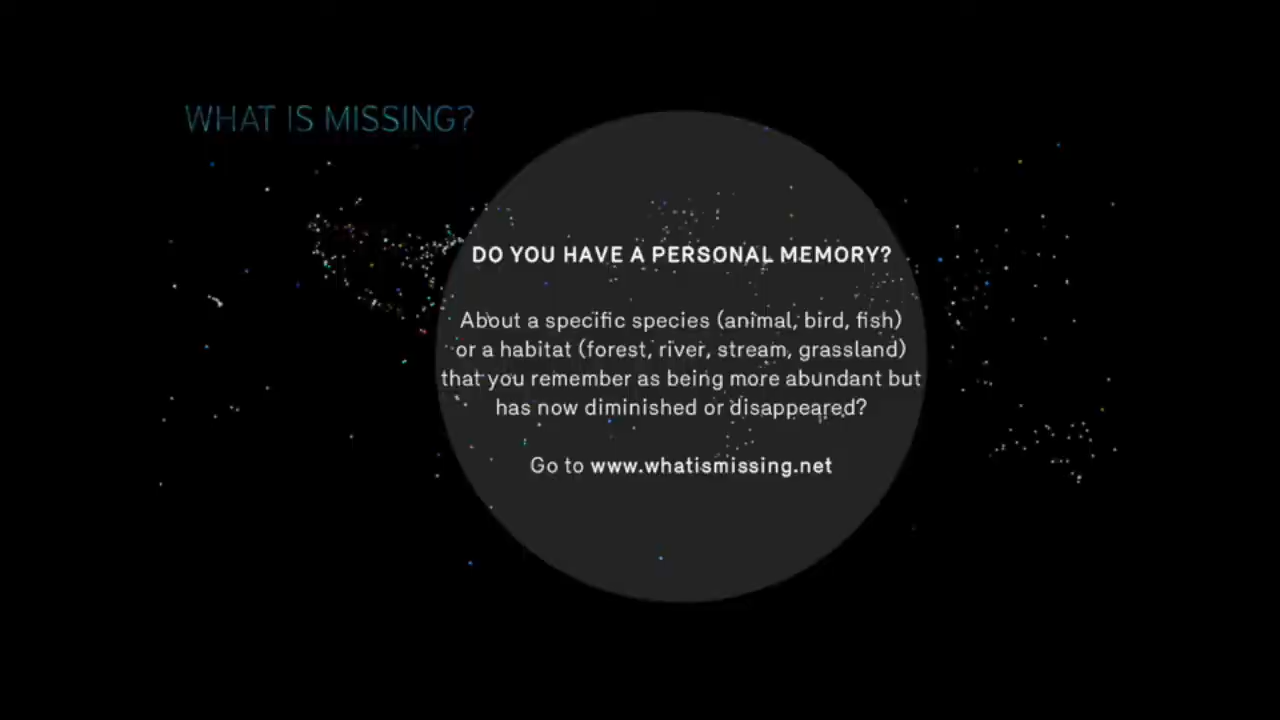 WHAT IS MISSING?
DO YOU HAVE A PERSONAL MEMORY?
About a specific species (animal, bird, fish)
or a habitat (forest, river, stream, grassland)
that you remember as being more abundant but
has now diminished or disappeared?
Go to www.whatismissing.net